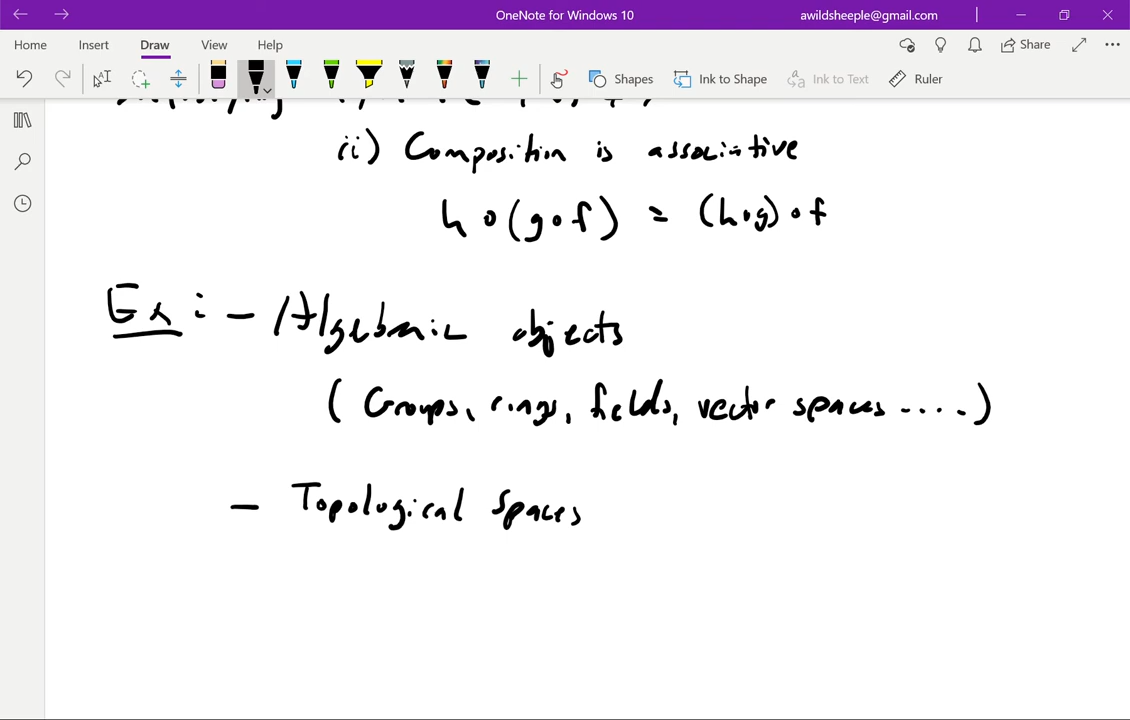 OneNote for Windows 10
awildsheeple@gmail.com
Home Insert Draw View Help
Share
Shapes Ink to Shape Ink to Text Ruler
ii) Composition is associative
h∘(g∘f) = (h∘g)∘f
Ex: - Algebraic objects
(Groups, rings, fields, vector spaces ....)
- Topological spaces